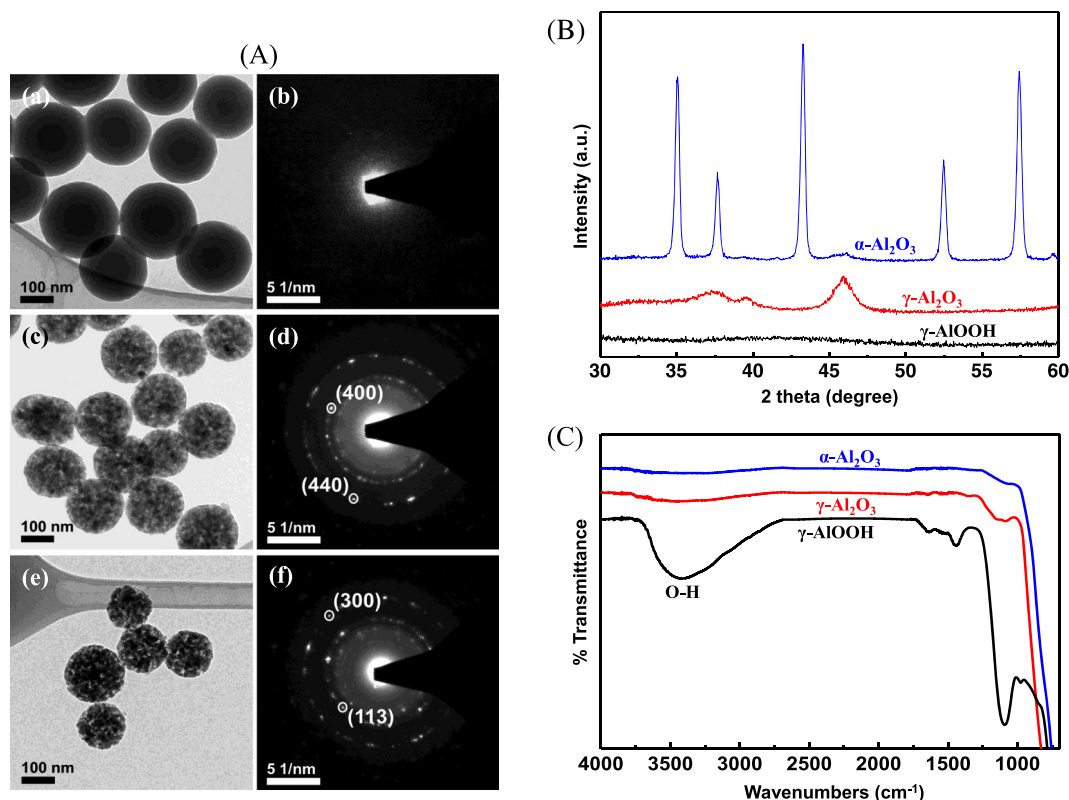 (A)
(a)
100 nm
(b)
5 1/nm
(c)
100 nm
(d)
(400)
(440)
5 1/nm
(e)
100 nm
(f)
(300)
(113)
5 1/nm
(B)
Intensity (a.u.)
α-Al₂O₃
γ-Al₂O₃
γ-AlOOH
30 35 40 45 50 55 60
2 theta (degree)
(C)
% Transmittance
α-Al₂O₃
γ-Al₂O₃
γ-AlOOH
O-H
4000 3500 3000 2500 2000 1500 1000
Wavenumbers (cm⁻¹)